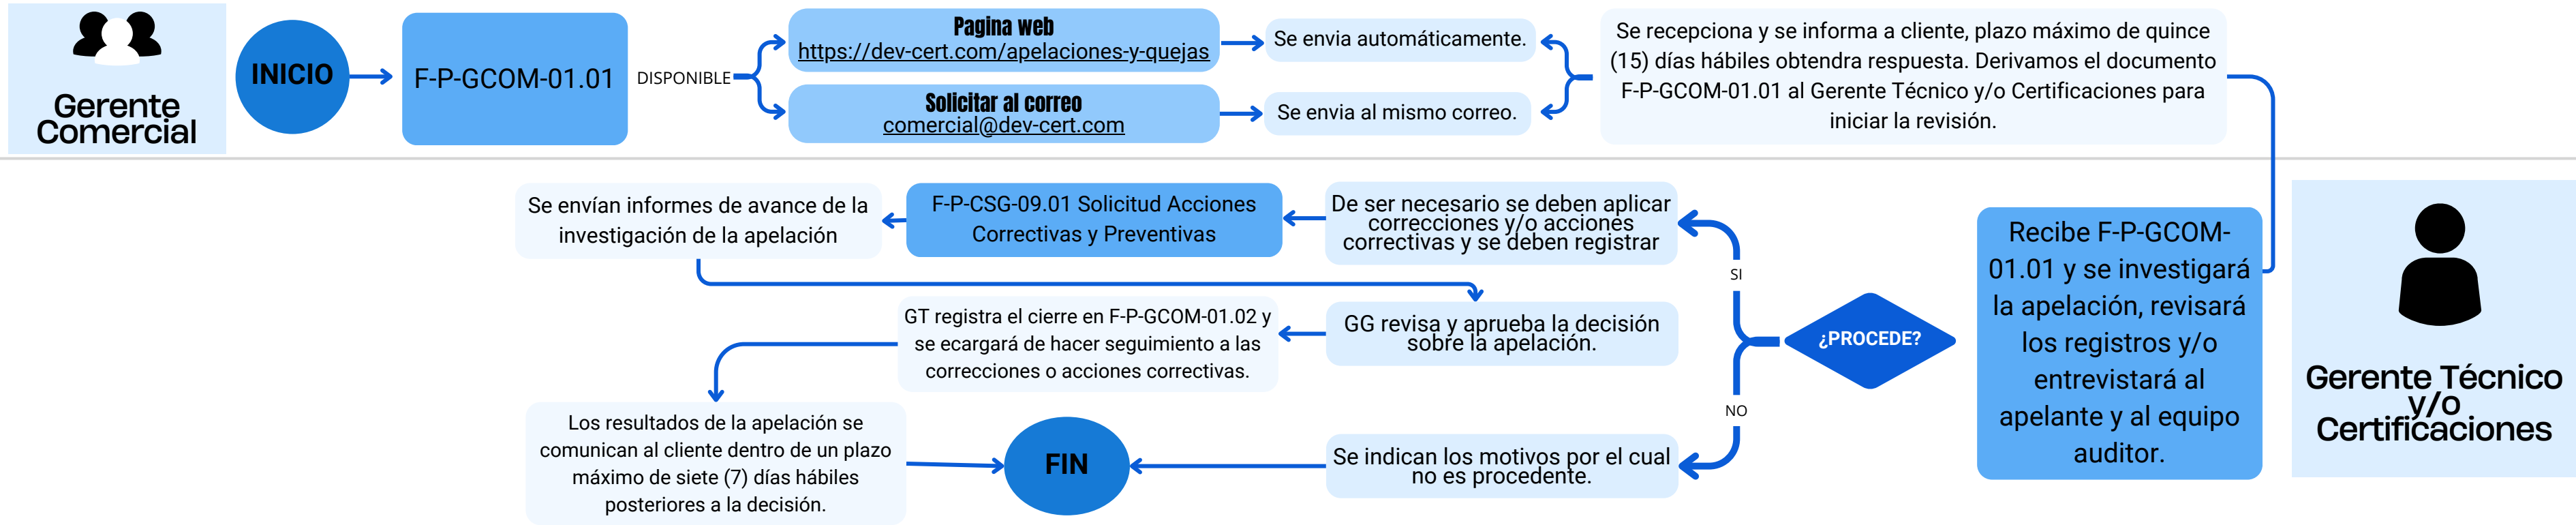 Gerente
Comercial
INICIO
F-P-GCOM-01.01
DISPONIBLE
Pagina web
https://dev-cert.com/apelaciones-y-quejas
Solicitar al correo
comercial@dev-cert.com
Se envia automáticamente.
Se envia al mismo correo.
Se recepciona y se informa a cliente, plazo máximo de quince
(15) días hábiles obtendra respuesta. Derivamos el documento
F-P-GCOM-01.01 al Gerente Técnico y/o Certificaciones para
iniciar la revisión.
Gerente Técnico
y/o
Certificaciones
Recibe F-P-GCOM-
01.01 y se investigará
la apelación, revisará
los registros y/o
entrevistará al
apelante y al equipo
auditor.
¿PROCEDE?
SI
De ser necesario se deben aplicar
correcciones y/o acciones
correctivas y se deben registrar
F-P-CSG-09.01 Solicitud Acciones
Correctivas y Preventivas
Se envían informes de avance de la
investigación de la apelación
GG revisa y aprueba la decisión
sobre la apelación.
GT registra el cierre en F-P-GCOM-01.02 y
se ecargará de hacer seguimiento a las
correcciones o acciones correctivas.
Los resultados de la apelación se
comunican al cliente dentro de un plazo
máximo de siete (7) días hábiles
posteriores a la decisión.
NO
Se indican los motivos por el cual
no es procedente.
FIN